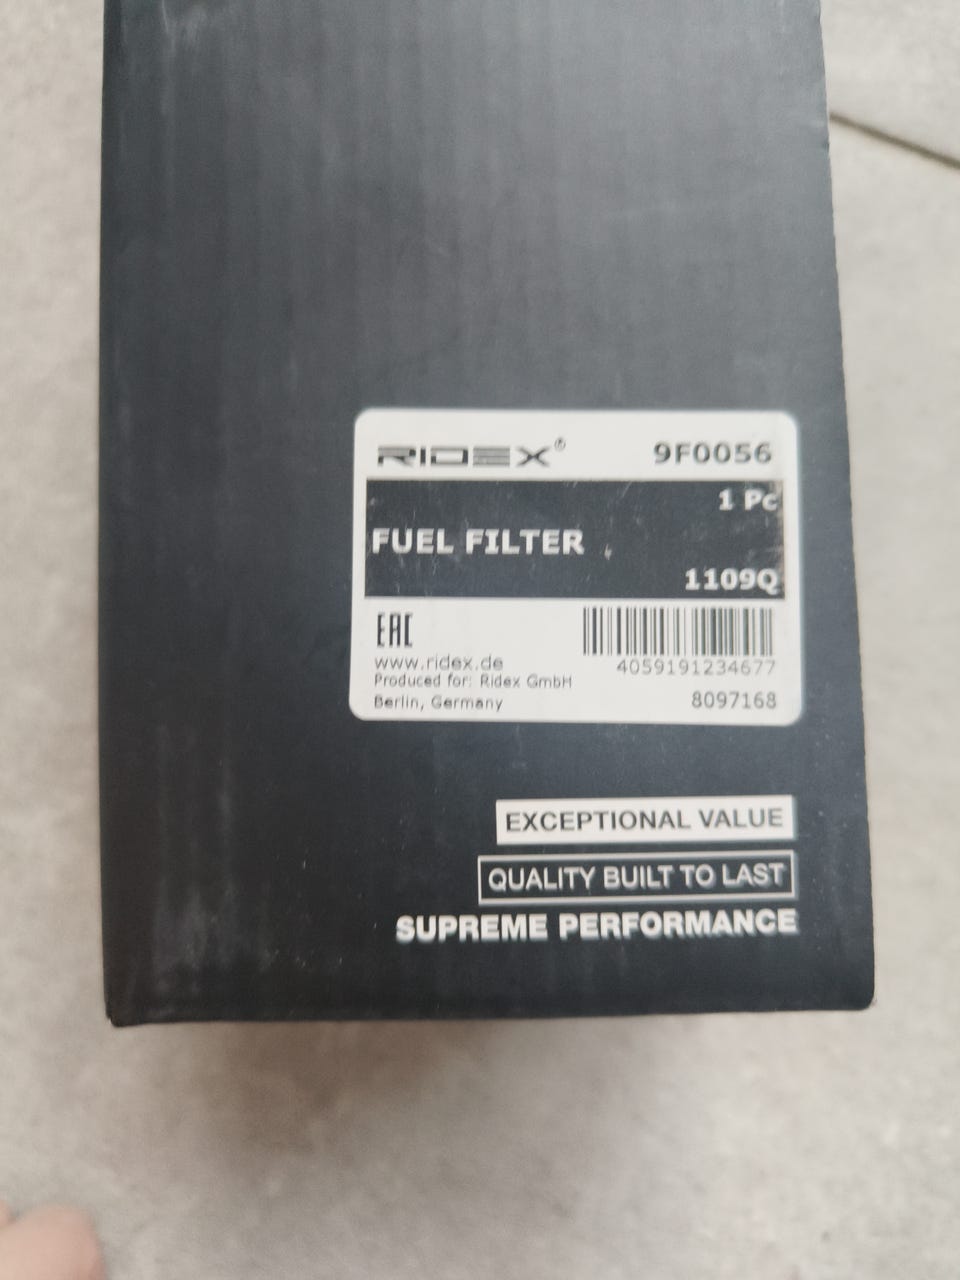 RIDEX® 9F0056
1 Pc
FUEL FILTER
1109Q
EAC
www.ridex.de
4059191234677
Produced for: Ridex GmbH
Berlin, Germany
8097168
EXCEPTIONAL VALUE
QUALITY BUILT TO LAST
SUPREME PERFORMANCE